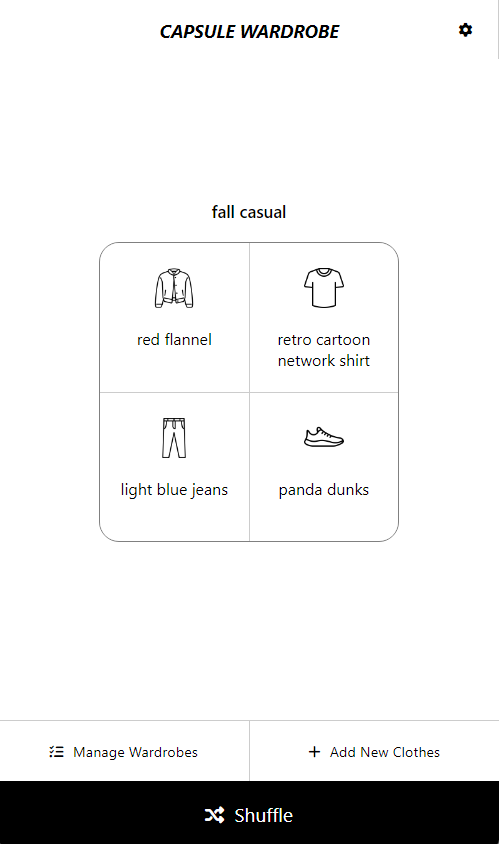 CAPSULE WARDROBE
fall casual
red flannel
retro cartoon
network shirt
light blue jeans
panda dunks
Manage Wardrobes
Add New Clothes
Shuffle